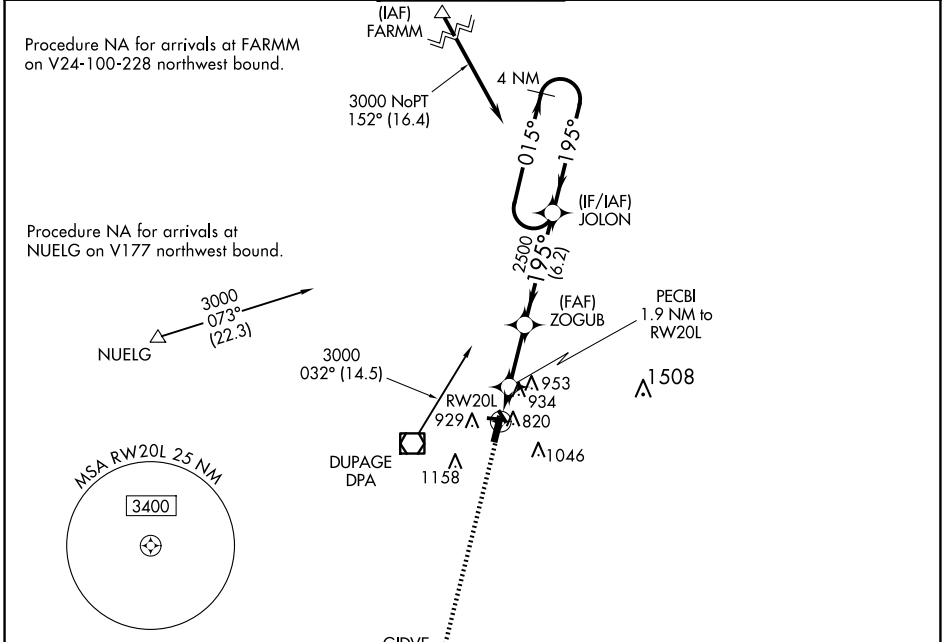 (IAF)
FARMM
Procedure NA for arrivals at FARMM
on V24-100-228 northwest bound.
4 NM
3000 NoPT
152° (16.4)
015°
195°
(IF/IAF)
JOLON
Procedure NA for arrivals at
NUELG on V177 northwest bound.
2500
195°
(6.2)
(FAF)
ZOGUB
PECBI
1.9 NM to
RW20L
3000
073°
(22.3)
NUELG
3000
032° (14.5)
1508
953
934
RW20L
929
820
DUPAGE
DPA
1158
1046
MSA RW20L 25 NM
3400